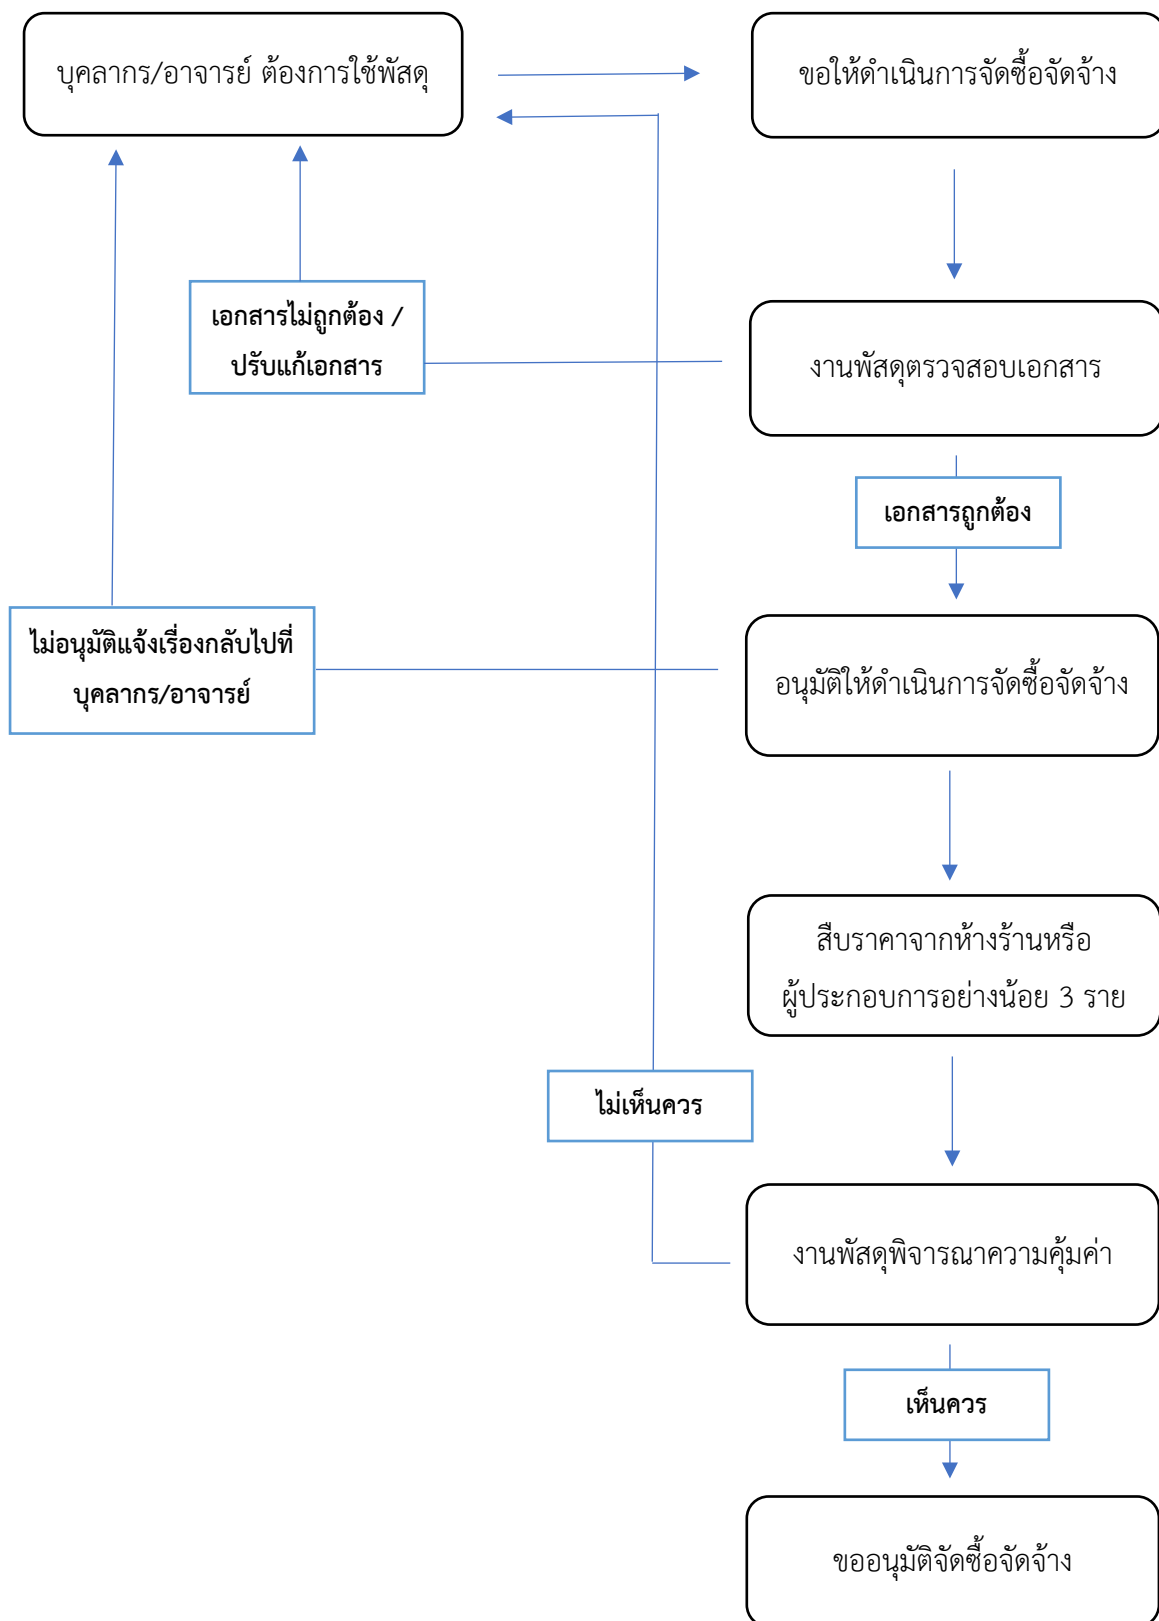 บุคลากร/อาจารย์ ต้องการใช้พัสดุ
ขอให้ดำเนินการจัดซื้อจัดจ้าง
เอกสารไม่ถูกต้อง /
ปรับแก้เอกสาร
งานพัสดุตรวจสอบเอกสาร
เอกสารถูกต้อง
ไม่อนุมัติแจ้งเรื่องกลับไปที่
บุคลากร/อาจารย์
อนุมัติให้ดำเนินการจัดซื้อจัดจ้าง
สืบราคาจากห้างร้านหรือ
ผู้ประกอบการอย่างน้อย 3 ราย
ไม่เห็นควร
งานพัสดุพิจารณาความคุ้มค่า
เห็นควร
ขออนุมัติจัดซื้อจัดจ้าง